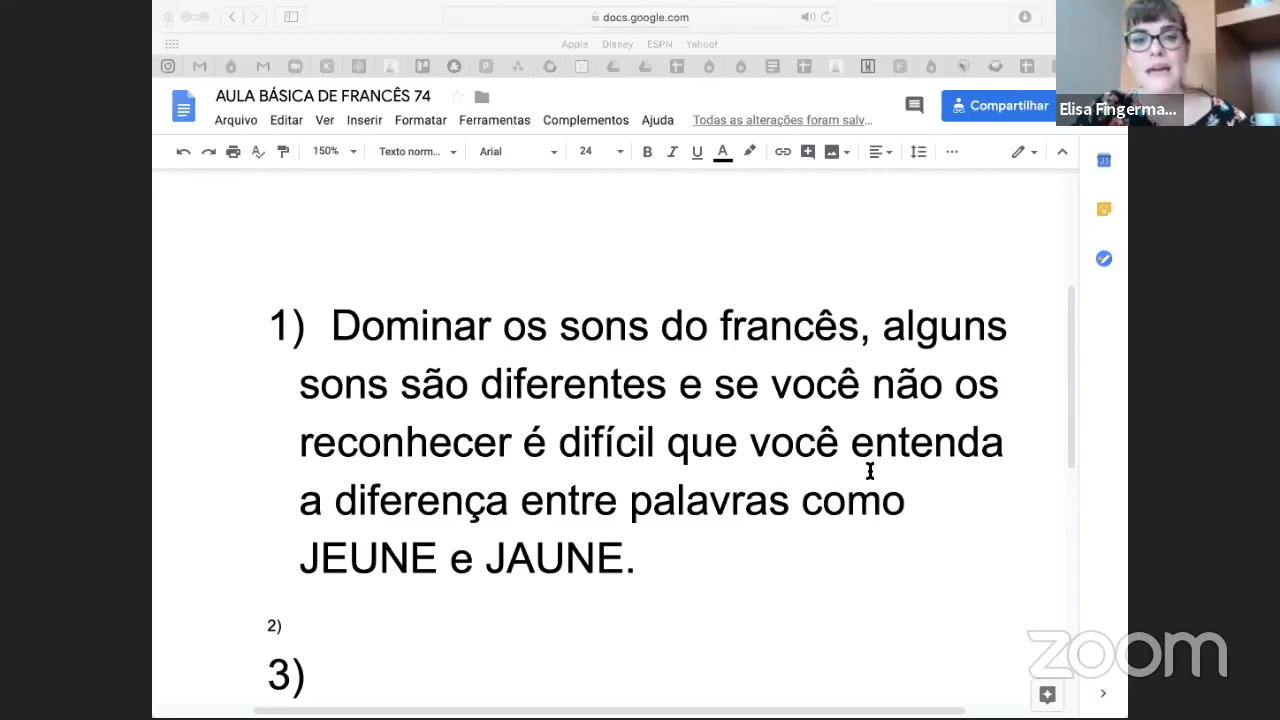 docs.google.com
Apple Disney ESPN Yahoo!
AULA BÁSICA DE FRANCÊS 74
Arquivo Editar Ver Inserir Formatar Ferramentas Complementos Ajuda Todas as alterações foram salv...
Compartilhar
Elisa Fingerma...
150% Texto norm... Arial 24 B I U A
31
1) Dominar os sons do francês, alguns
sons são diferentes e se você não os
reconhecer é difícil que você entenda
a diferença entre palavras como
JEUNE e JAUNE.
2)
3)
zoom